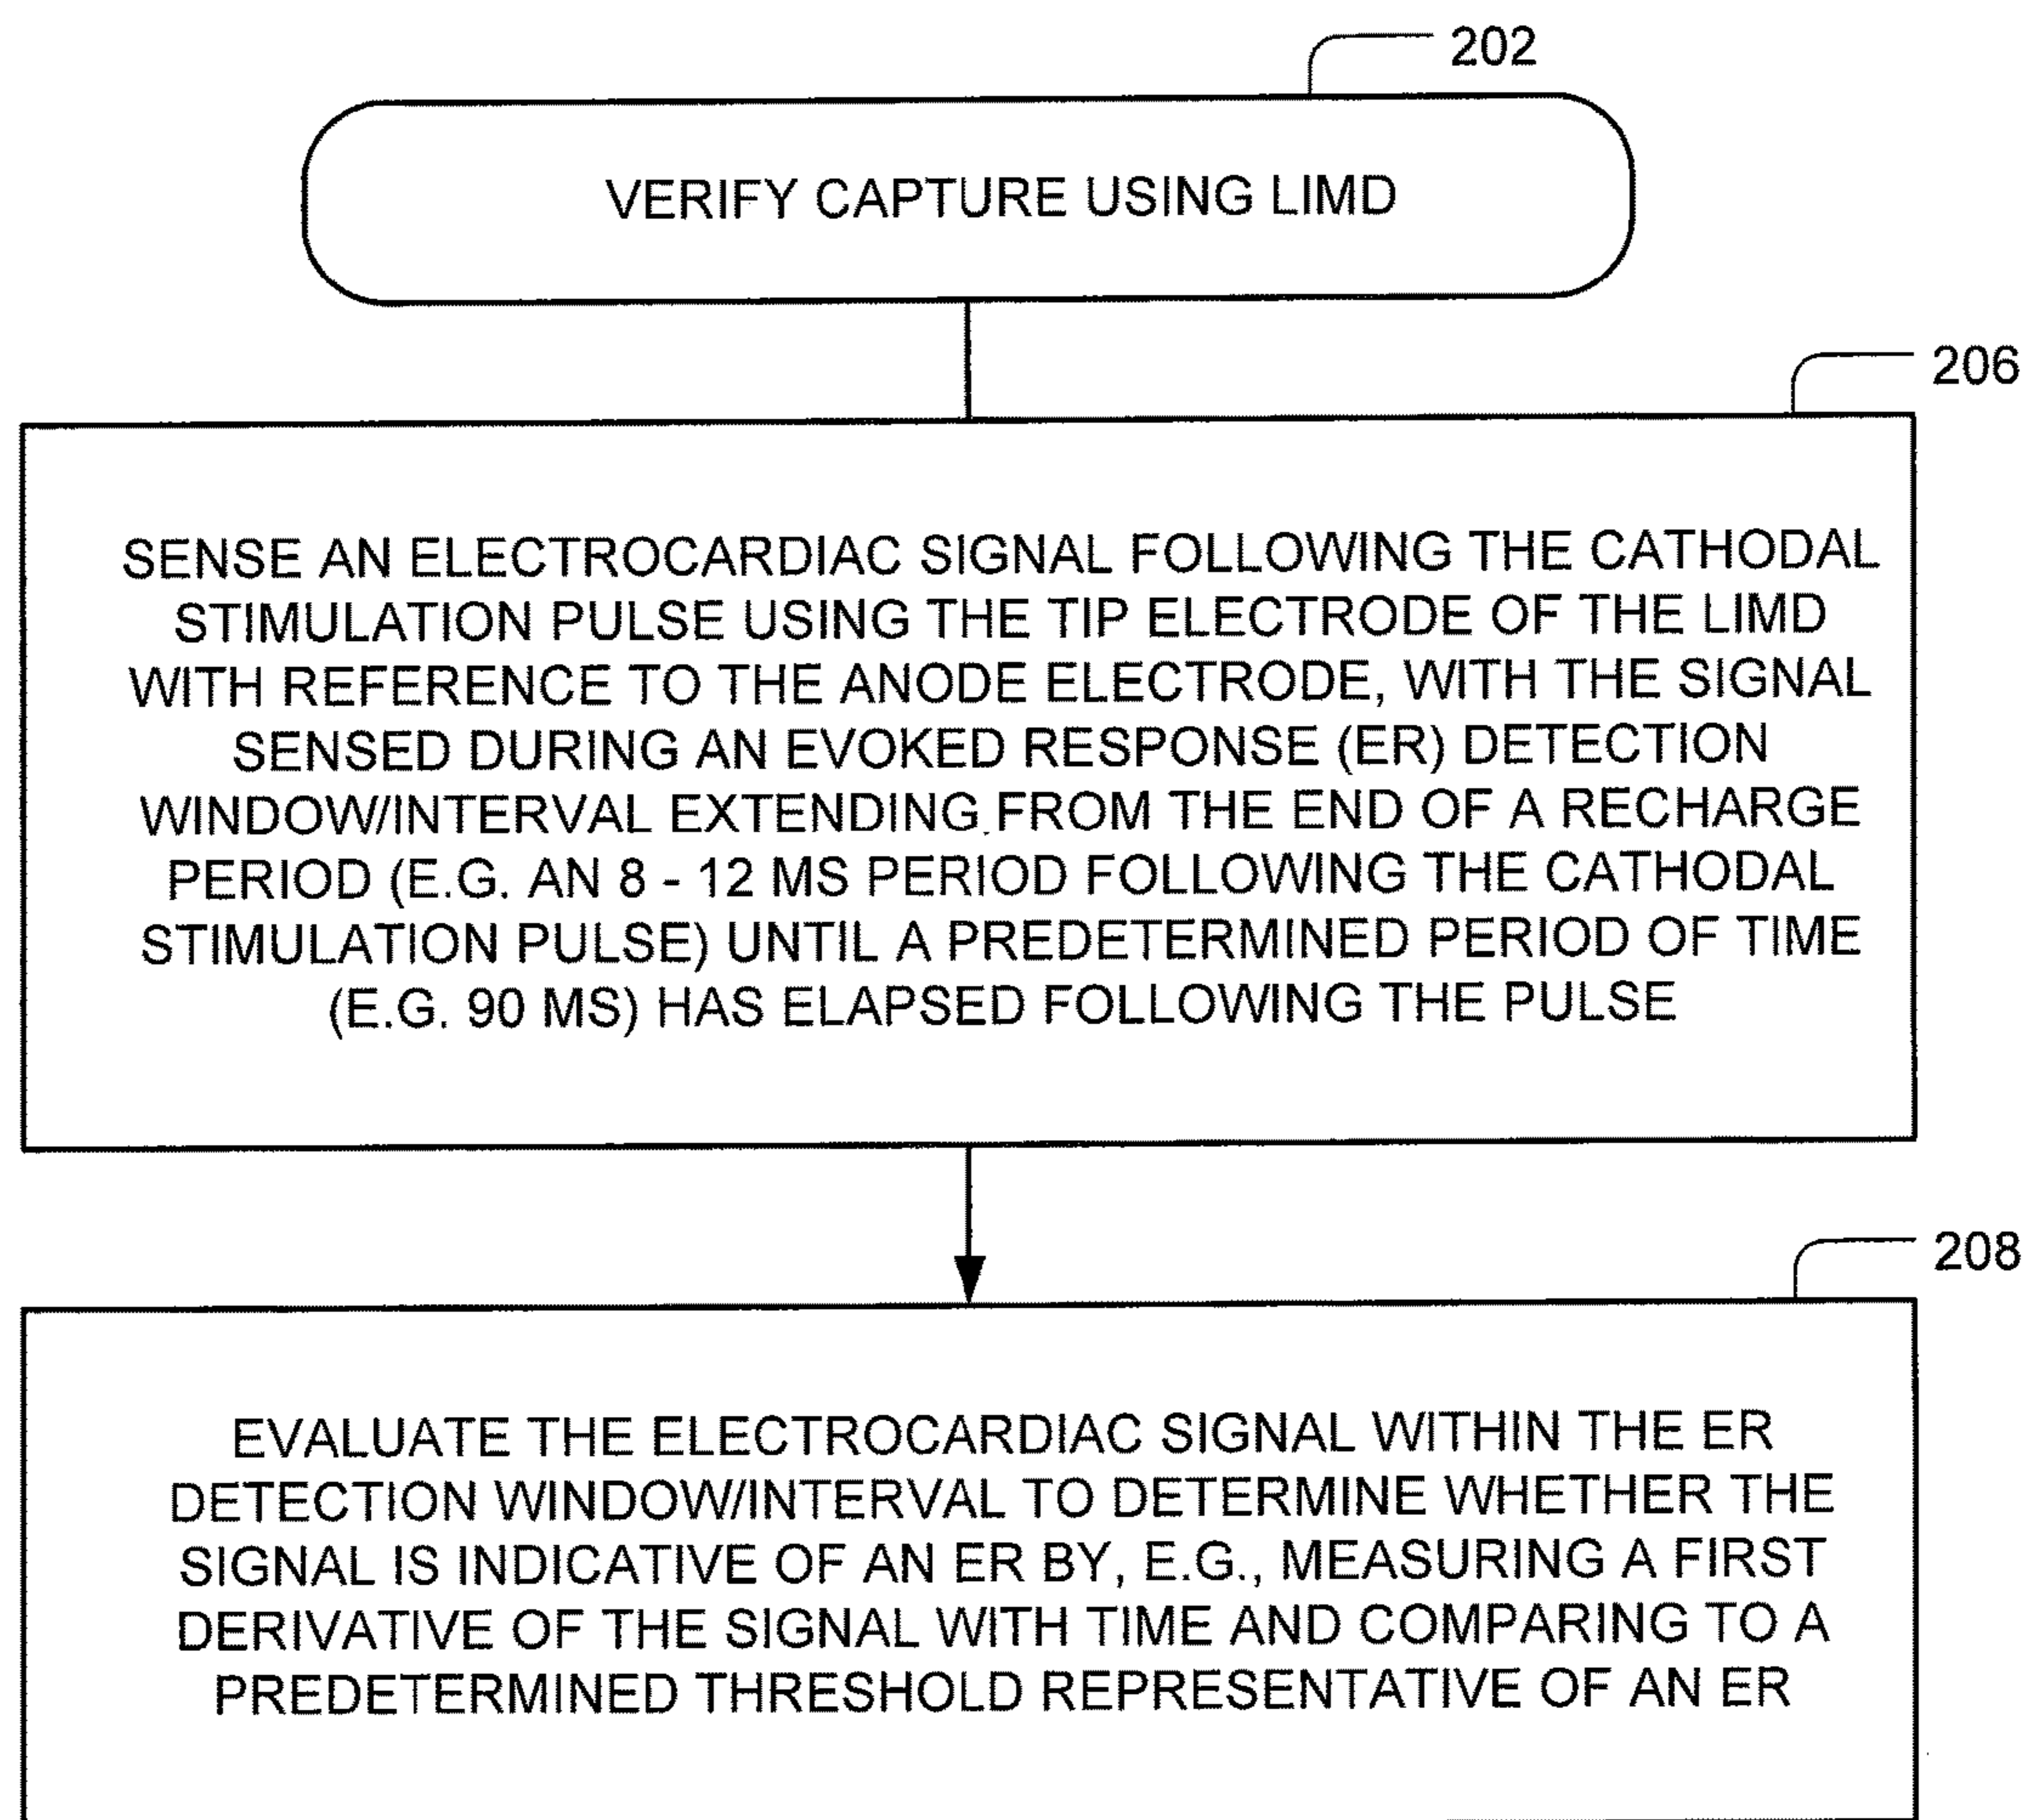 202
VERIFY CAPTURE USING LIMD
206
SENSE AN ELECTROCARDIAC SIGNAL FOLLOWING THE CATHODAL
STIMULATION PULSE USING THE TIP ELECTRODE OF THE LIMD
WITH REFERENCE TO THE ANODE ELECTRODE, WITH THE SIGNAL
SENSED DURING AN EVOKED RESPONSE (ER) DETECTION
WINDOW/INTERVAL EXTENDING FROM THE END OF A RECHARGE
PERIOD (E.G. AN 8 - 12 MS PERIOD FOLLOWING THE CATHODAL
STIMULATION PULSE) UNTIL A PREDETERMINED PERIOD OF TIME
(E.G. 90 MS) HAS ELAPSED FOLLOWING THE PULSE
208
EVALUATE THE ELECTROCARDIAC SIGNAL WITHIN THE ER
DETECTION WINDOW/INTERVAL TO DETERMINE WHETHER THE
SIGNAL IS INDICATIVE OF AN ER BY, E.G., MEASURING A FIRST
DERIVATIVE OF THE SIGNAL WITH TIME AND COMPARING TO A
PREDETERMINED THRESHOLD REPRESENTATIVE OF AN ER